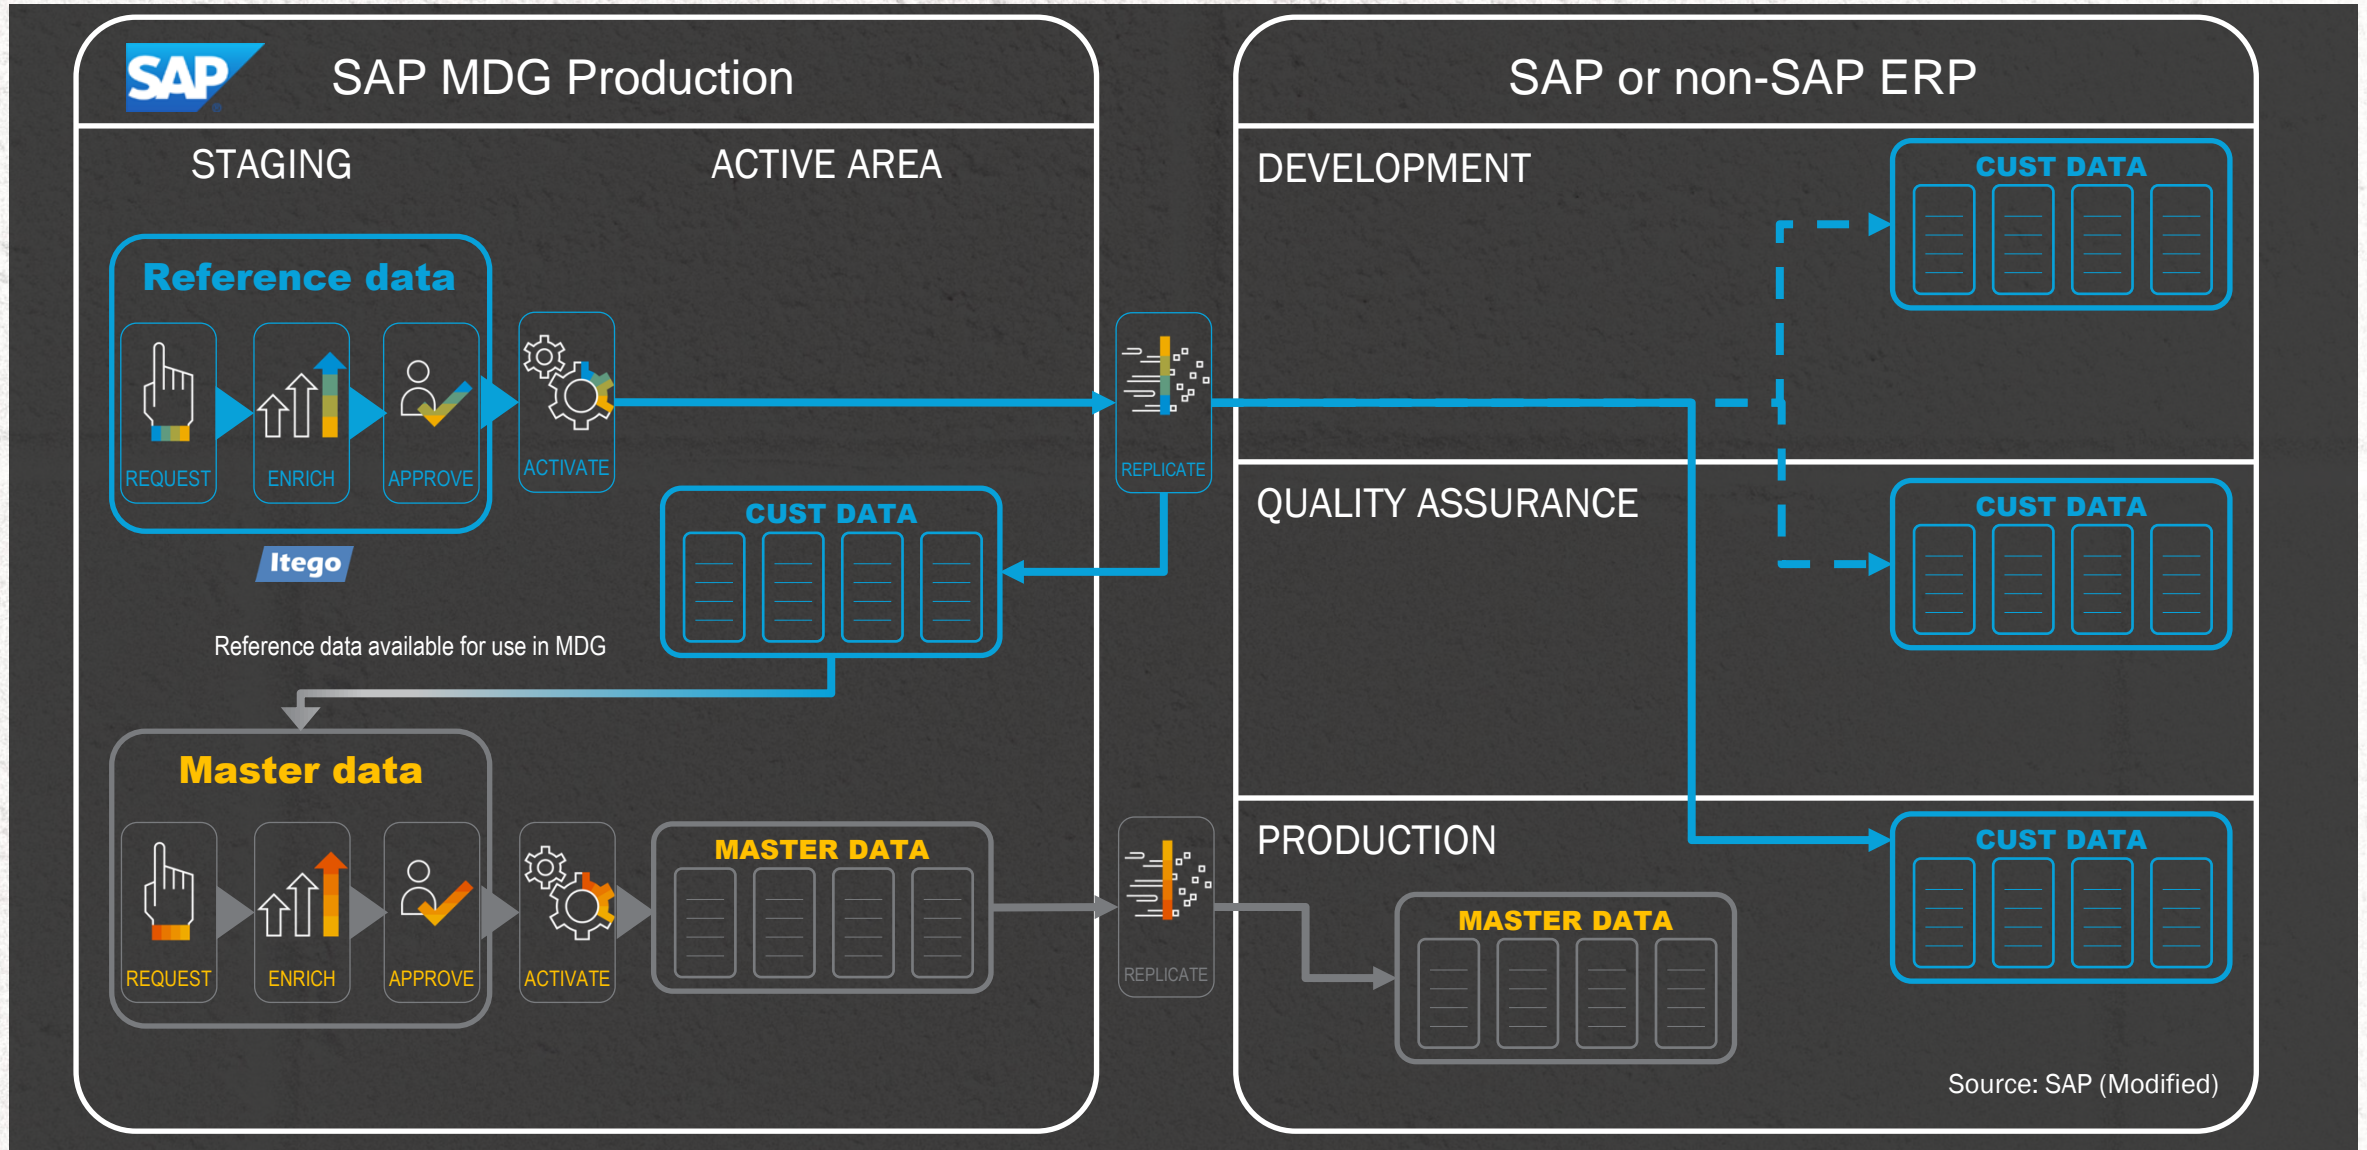 SAP
SAP MDG Production
SAP or non-SAP ERP
STAGING
ACTIVE AREA
DEVELOPMENT
CUST DATA
Reference data
REQUEST
ENRICH
APPROVE
ACTIVATE
REPLICATE
QUALITY ASSURANCE
CUST DATA
CUST DATA
Itego
Reference data available for use in MDG
Master data
REQUEST
ENRICH
APPROVE
ACTIVATE
MASTER DATA
REPLICATE
PRODUCTION
CUST DATA
MASTER DATA
Source: SAP (Modified)